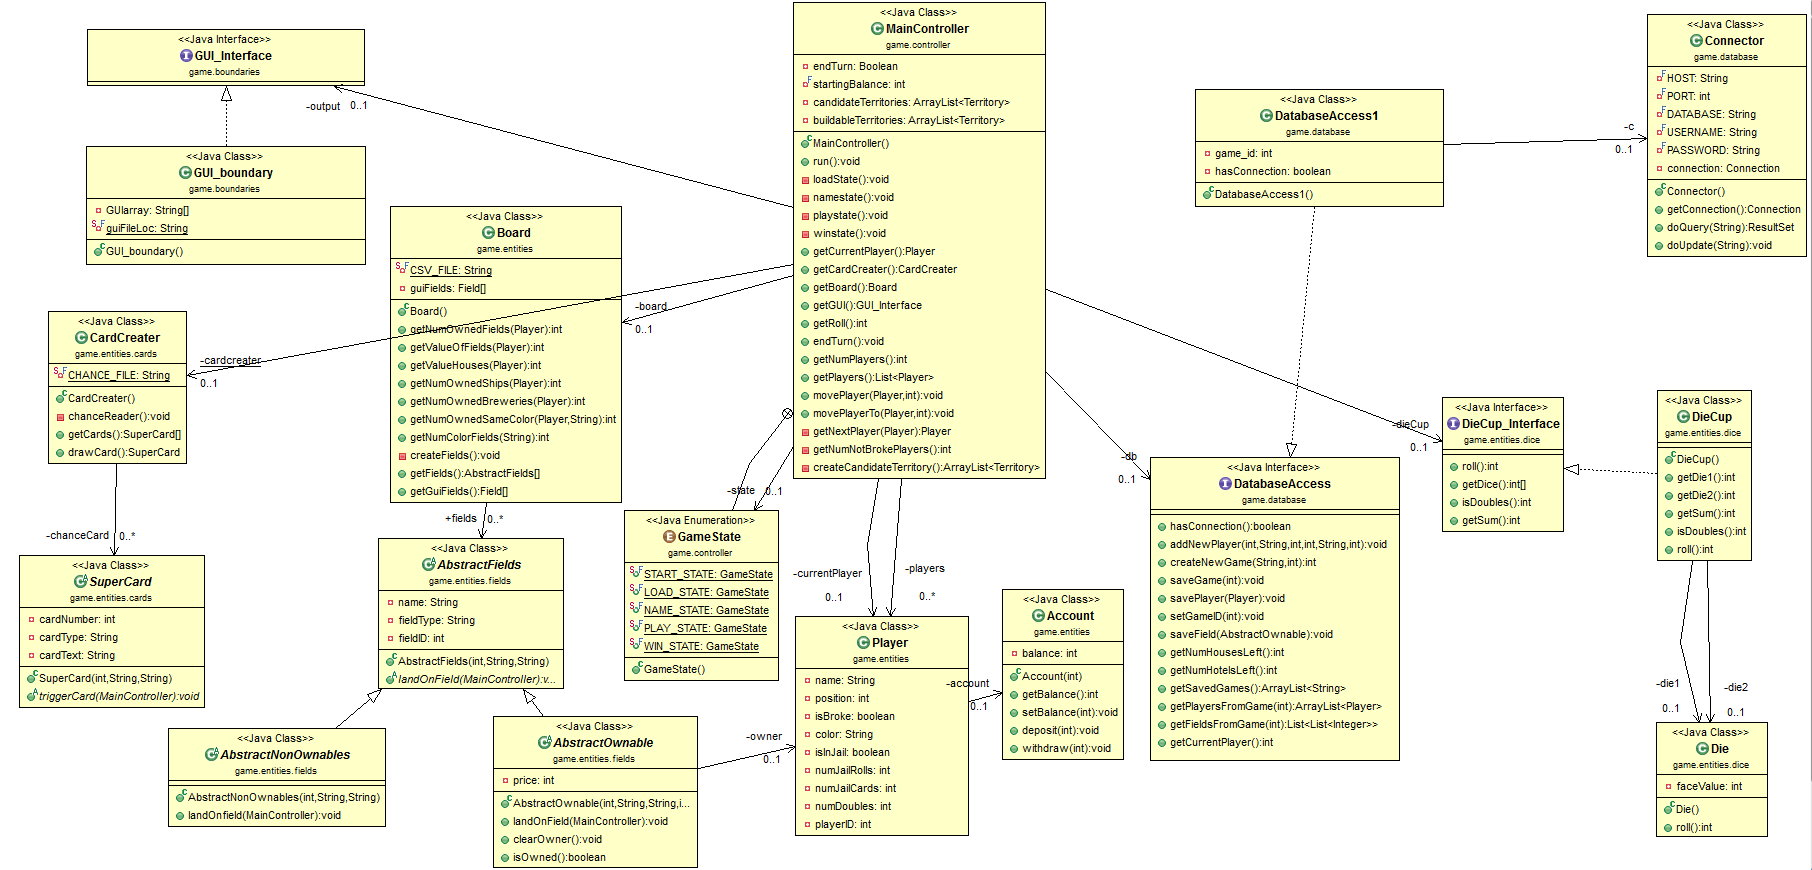 <<Java Interface>>
GUI_Interface
game.boundaries
-output
0..1
<<Java Class>>
GUI_boundary
game.boundaries
GUIarray: String[]
guiFileLoc: String
GUI_boundary()
<<Java Class>>
MainController
game.controller
endTurn: Boolean
startingBalance: int
candidateTerritories: ArrayList<Territory>
buildableTerritories: ArrayList<Territory>
MainController()
run():void
loadState():void
namestate():void
playstate():void
winstate():void
getCurrentPlayer():Player
getCardCreater():CardCreater
getBoard():Board
getGUI():GUI_Interface
getRoll():int
endTurn():void
getNumPlayers():int
getPlayers():List<Player>
movePlayer(Player,int):void
movePlayerTo(Player,int):void
getNextPlayer(Player):Player
getNumNotBrokePlayers():int
createCandidateTerritory():ArrayList<Territory>
<<Java Class>>
Connector
game.database
HOST: String
PORT: int
DATABASE: String
USERNAME: String
PASSWORD: String
connection: Connection
Connector()
getConnection():Connection
doQuery(String):ResultSet
doUpdate(String):void
<<Java Class>>
DatabaseAccess1
game.database
game_id: int
hasConnection: boolean
DatabaseAccess1()
-c
0..1
<<Java Class>>
Board
game.entities
CSV_FILE: String
guiFields: Field[]
Board()
getNumOwnedFields(Player):int
getValueOfFields(Player):int
getValueHouses(Player):int
getNumOwnedShips(Player):int
getNumOwnedBreweries(Player):int
getNumOwnedSameColor(Player,String):int
getNumColorFields(String):int
createFields():void
getFields():AbstractFields[]
getGuiFields():Field[]
-board
0..1
<<Java Class>>
CardCreater
game.entities.cards
CHANCE_FILE: String
CardCreater()
chanceReader():void
getCards():SuperCard[]
drawCard():SuperCard
-cardcreater
0..1
-chanceCard
0..*
<<Java Class>>
SuperCard
game.entities.cards
cardNumber: int
cardType: String
cardText: String
SuperCard(int,String,String)
triggerCard(MainController):void
+fields
0..*
<<Java Class>>
AbstractFields
game.entities.fields
name: String
fieldType: String
fieldID: int
AbstractFields(int,String,String)
landOnField(MainController):v...
<<Java Class>>
AbstractNonOwnables
game.entities.fields
AbstractNonOwnables(int,String,String)
landOnfield(MainController):void
<<Java Class>>
AbstractOwnable
game.entities.fields
price: int
AbstractOwnable(int,String,String,i...
landOnField(MainController):void
clearOwner():void
isOwned():boolean
-owner
0..1
-state
0..1
<<Java Enumeration>>
GameState
game.controller
START_STATE: GameState
LOAD_STATE: GameState
NAME_STATE: GameState
PLAY_STATE: GameState
WIN_STATE: GameState
GameState()
-currentPlayer
0..1
-players
0..*
<<Java Class>>
Player
game.entities
name: String
position: int
isBroke: boolean
color: String
isInJail: boolean
numJailRolls: int
numJailCards: int
numDoubles: int
playerID: int
-account
0..1
<<Java Class>>
Account
game.entities
balance: int
Account(int)
getBalance():int
setBalance(int):void
deposit(int):void
withdraw(int):void
-db
0..1
<<Java Interface>>
DatabaseAccess
game.database
hasConnection():boolean
addNewPlayer(int,String,int,int,String,int):void
createNewGame(String,int):int
saveGame(int):void
savePlayer(Player):void
setGameID(int):void
saveField(AbstractOwnable):void
getNumHousesLeft():int
getNumHotelsLeft():int
getSavedGames():ArrayList<String>
getPlayersFromGame(int):ArrayList<Player>
getFieldsFromGame(int):List<List<Integer>>
getCurrentPlayer():int
-dieCup
0..1
<<Java Interface>>
DieCup_Interface
game.entities.dice
roll():int
getDice():int[]
isDoubles():int
getSum():int
<<Java Class>>
DieCup
game.entities.dice
DieCup()
getDie1():int
getDie2():int
getSum():int
isDoubles():int
roll():int
-die1
0..1
-die2
0..1
<<Java Class>>
Die
game.entities.dice
faceValue: int
Die()
roll():int